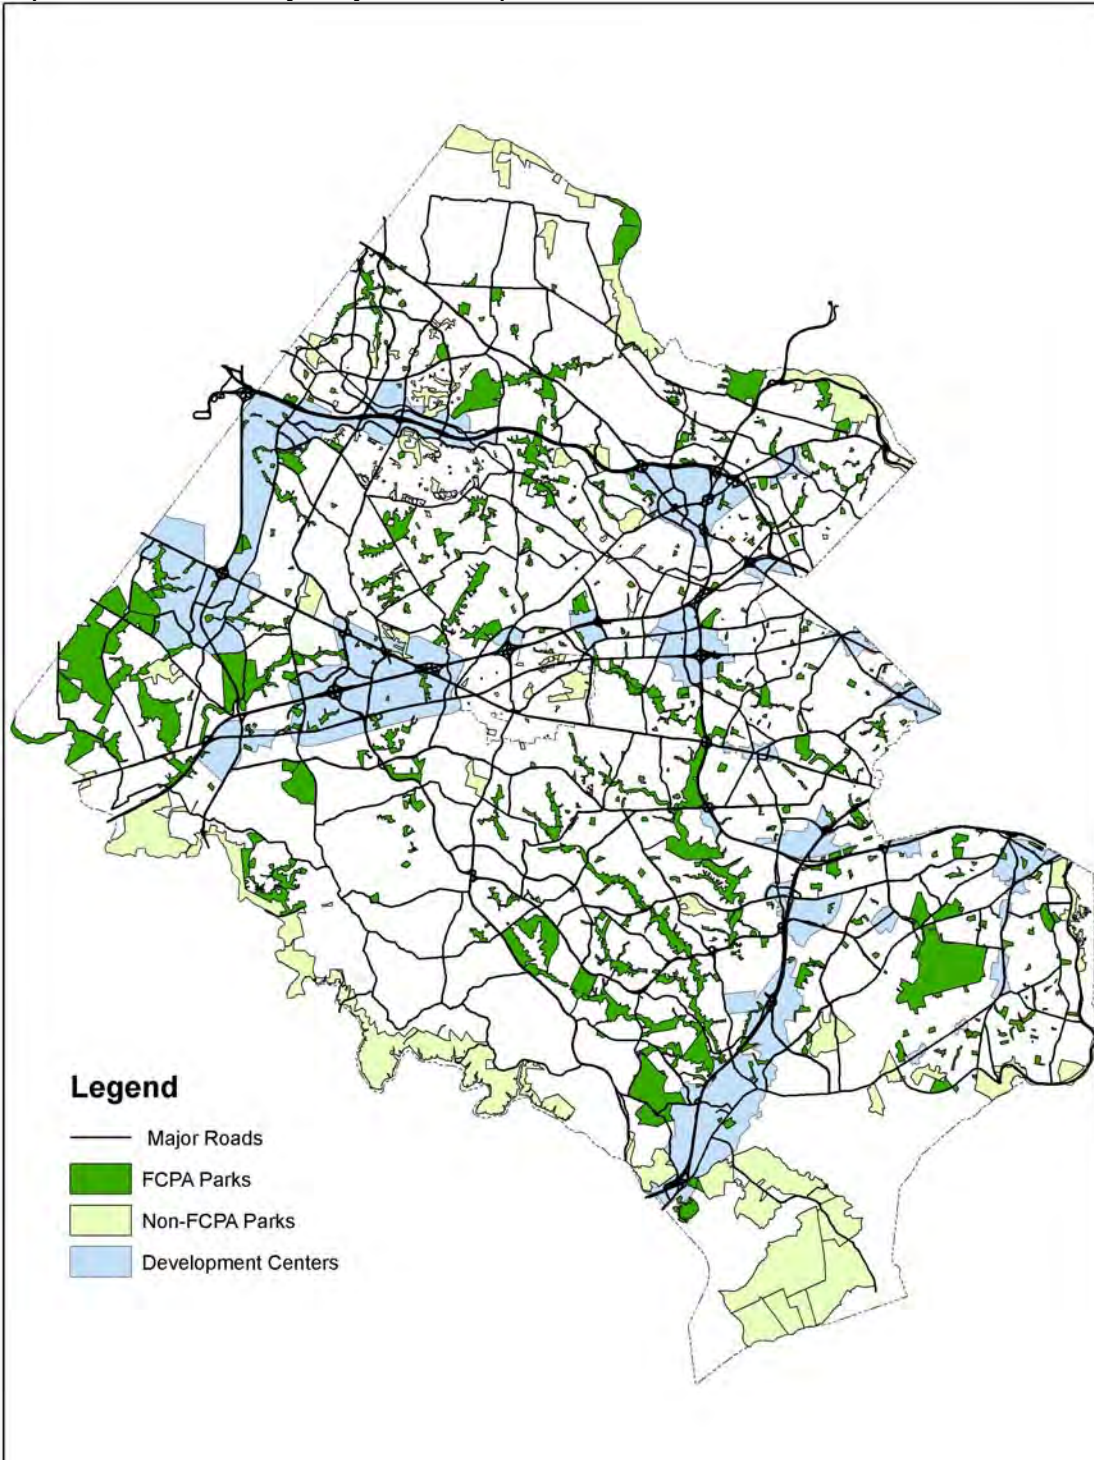 Legend
Major Roads
FCPA Parks
Non-FCPA Parks
Development Centers